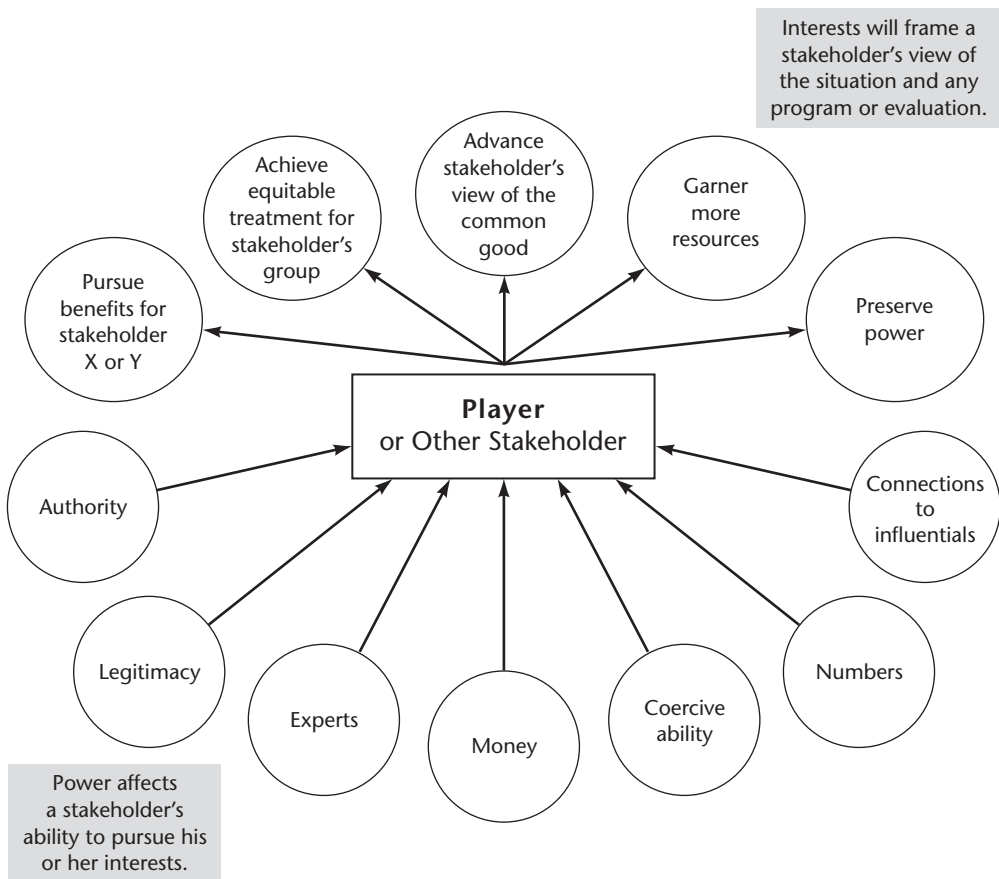 Interests will frame a
stakeholder's view of
the situation and any
program or evaluation.
Advance
stakeholder's
view of the
common
good
Achieve
equitable
treatment for
stakeholder's
group
Garner
more
resources
Pursue
benefits for
stakeholder
X or Y
Preserve
power
Player
or Other Stakeholder
Authority
Connections
to
influentials
Legitimacy
Numbers
Experts
Coercive
ability
Money
Power affects
a stakeholder's
ability to pursue his
or her interests.